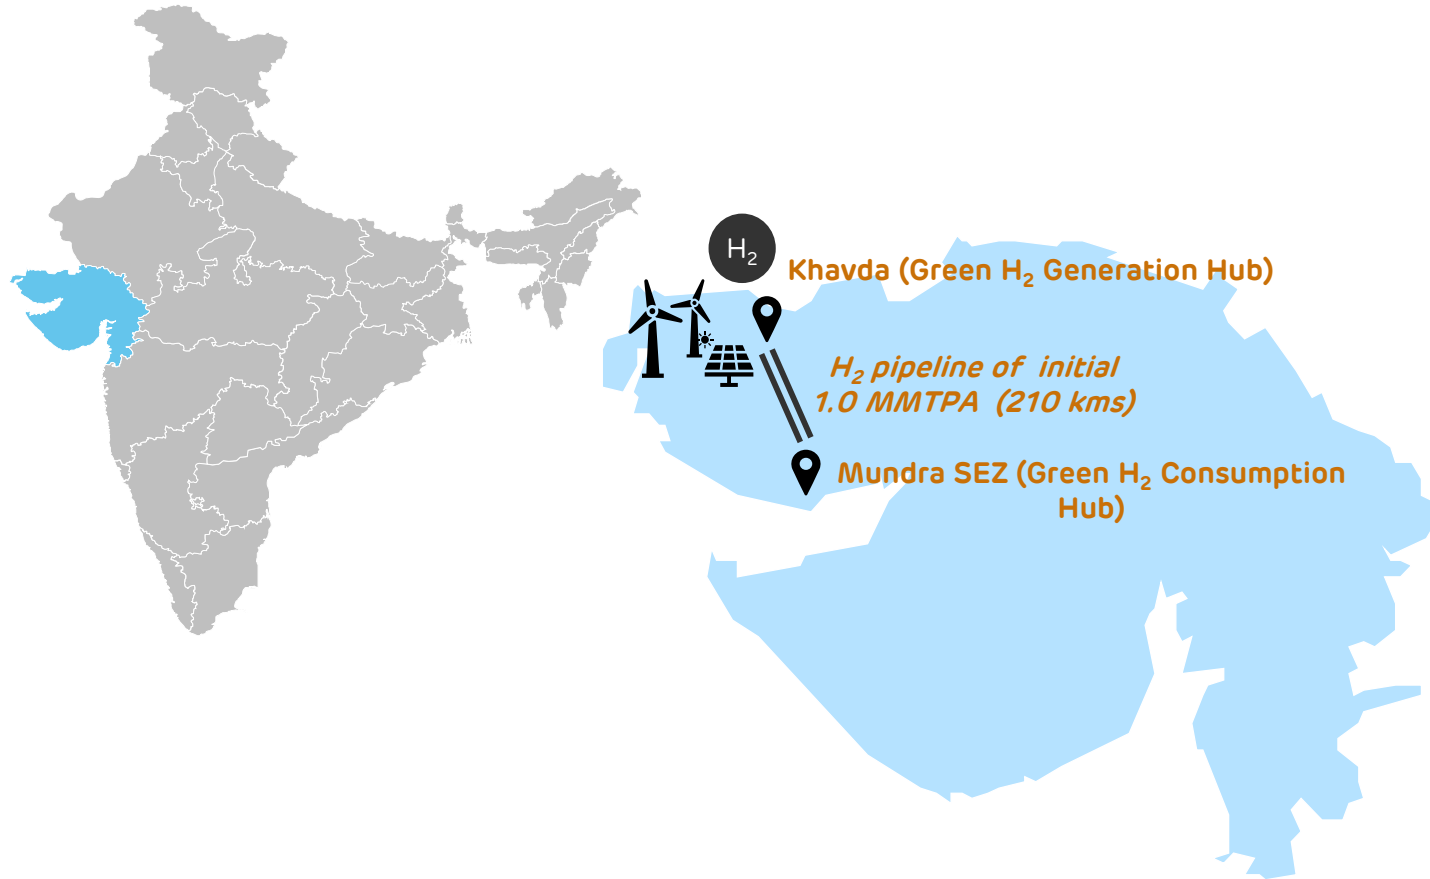 H₂
Khavda (Green H₂ Generation Hub)
H₂ pipeline of initial
1.0 MMTPA (210 kms)
Mundra SEZ (Green H₂ Consumption
Hub)